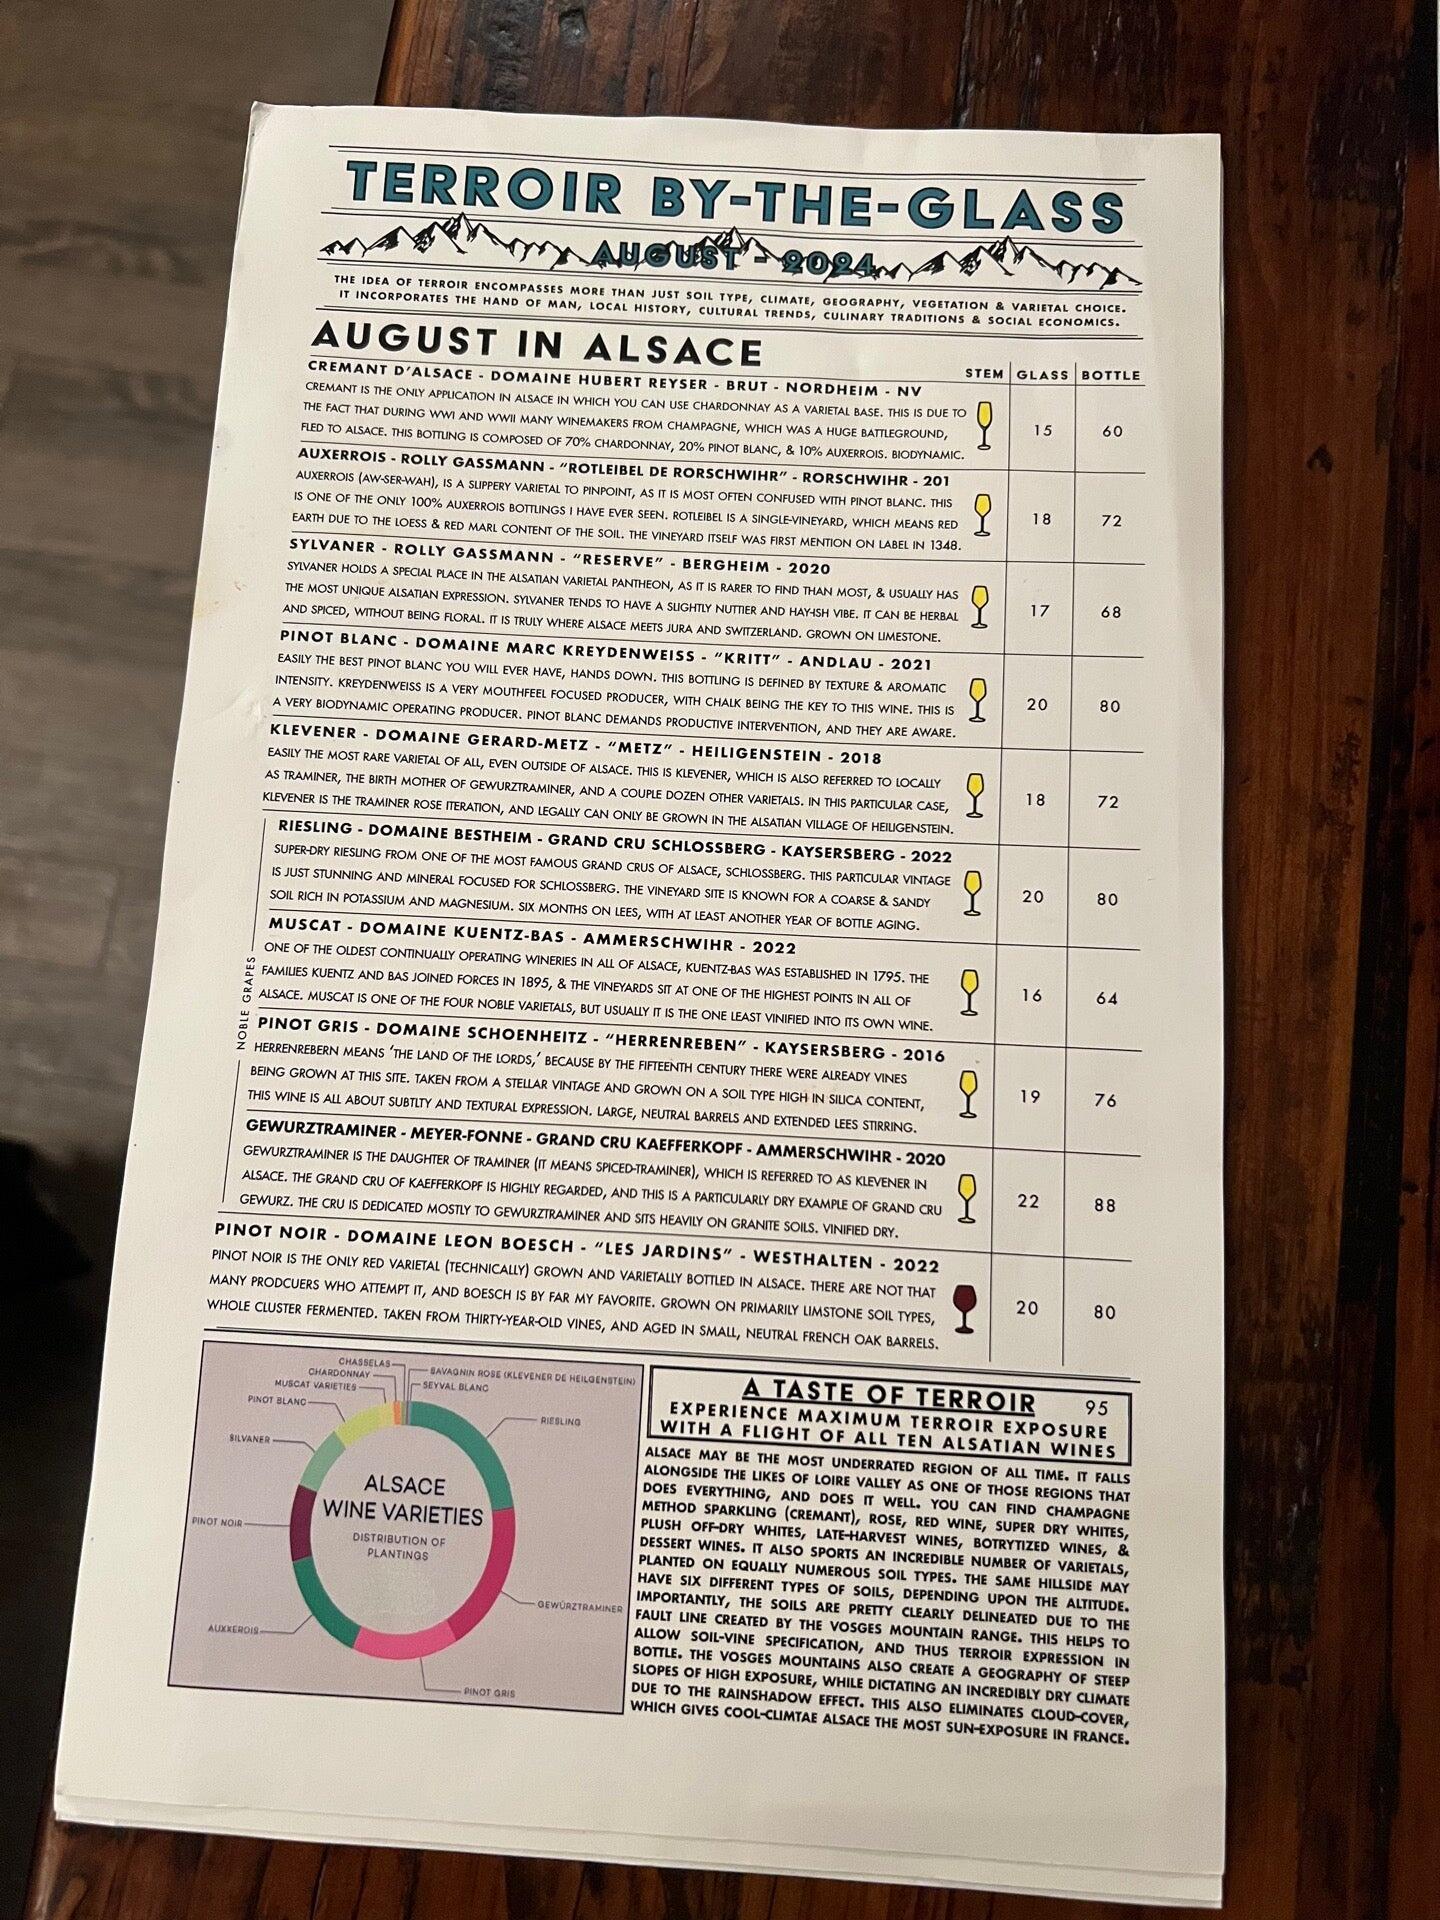 TERROIR BY-THE-GLASS
AUGUST - 2024
THE IDEA OF TERROIR ENCOMPASSES MORE THAN JUST SOIL TYPE, CLIMATE, GEOGRAPHY, VEGETATION & VARIETAL CHOICE.
IT INCORPORATES THE HAND OF MAN, LOCAL HISTORY, CULTURAL TRENDS, CULINARY TRADITIONS & SOCIAL ECONOMICS.
AUGUST IN ALSACE
STEM GLASS BOTTLE
CREMANT D'ALSACE - DOMAINE HUBERT REYSER - BRUT - NORDHEIM - NV
CREMANT IS THE ONLY APPLICATION IN ALSACE IN WHICH YOU CAN USE CHARDONNAY AS A VARIETAL BASE. THIS IS DUE TO
THE FACT THAT DURING WWI AND WWII MANY WINEMAKERS FROM CHAMPAGNE, WHICH WAS A HUGE BATTLEGROUND,
FLED TO ALSACE. THIS BOTTLING IS COMPOSED OF 70% CHARDONNAY, 20% PINOT BLANC, & 10% AUXERROIS. BIODYNAMIC.
15 60
AUXERROIS - ROLLY GASSMANN - "ROTLEIBEL DE RORSCHWIHR" - RORSCHWIHR - 201
AUXERROIS (AW-SER-WAH), IS A SLIPPERY VARIETAL TO PINPOINT, AS IT IS MOST OFTEN CONFUSED WITH PINOT BLANC. THIS
IS ONE OF THE ONLY 100% AUXERROIS BOTTLINGS I HAVE EVER SEEN. ROTLEIBEL IS A SINGLE-VINEYARD, WHICH MEANS RED
EARTH DUE TO THE LOESS & RED MARL CONTENT OF THE SOIL. THE VINEYARD ITSELF WAS FIRST MENTION ON LABEL IN 1348.
18 72
SYLVANER - ROLLY GASSMANN - "RESERVE" - BERGHEIM - 2020
SYLVANER HOLDS A SPECIAL PLACE IN THE ALSATIAN VARIETAL PANTHEON, AS IT IS RARER TO FIND THAN MOST, & USUALLY HAS
THE MOST UNIQUE ALSATIAN EXPRESSION. SYLVANER TENDS TO HAVE A SLIGHTLY NUTTIER AND HAY-ISH VIBE. IT CAN BE HERBAL
AND SPICED, WITHOUT BEING FLORAL. IT IS TRULY WHERE ALSACE MEETS JURA AND SWITZERLAND. GROWN ON LIMESTONE.
17 68
PINOT BLANC - DOMAINE MARC KREYDENWEISS - "KRITT" - ANDLAU - 2021
EASILY THE BEST PINOT BLANC YOU WILL EVER HAVE, HANDS DOWN. THIS BOTTLING IS DEFINED BY TEXTURE & AROMATIC
INTENSITY. KREYDENWEISS IS A VERY MOUTHFEEL FOCUSED PRODUCER, WITH CHALK BEING THE KEY TO THIS WINE. THIS IS
A VERY BIODYNAMIC OPERATING PRODUCER. PINOT BLANC DEMANDS PRODUCTIVE INTERVENTION, AND THEY ARE AWARE.
20 80
KLEVENER - DOMAINE GERARD-METZ - "METZ" - HEILIGENSTEIN - 2018
EASILY THE MOST RARE VARIETAL OF ALL, EVEN OUTSIDE OF ALSACE. THIS IS KLEVENER, WHICH IS ALSO REFERRED TO LOCALLY
AS TRAMINER, THE BIRTH MOTHER OF GEWURZTRAMINER, AND A COUPLE DOZEN OTHER VARIETALS. IN THIS PARTICULAR CASE,
KLEVENER IS THE TRAMINER ROSE ITERATION, AND LEGALLY CAN ONLY BE GROWN IN THE ALSATIAN VILLAGE OF HEILIGENSTEIN.
18 72
NOBLE GRAPES
RIESLING - DOMAINE BESTHEIM - GRAND CRU SCHLOSSBERG - KAYSERSBERG - 2022
SUPER-DRY RIESLING FROM ONE OF THE MOST FAMOUS GRAND CRUS OF ALSACE, SCHLOSSBERG. THIS PARTICULAR VINTAGE
IS JUST STUNNING AND MINERAL FOCUSED FOR SCHLOSSBERG. THE VINEYARD SITE IS KNOWN FOR A COARSE & SANDY
SOIL RICH IN POTASSIUM AND MAGNESIUM. SIX MONTHS ON LEES, WITH AT LEAST ANOTHER YEAR OF BOTTLE AGING.
20 80
MUSCAT - DOMAINE KUENTZ-BAS - AMMERSCHWIHR - 2022
ONE OF THE OLDEST CONTINUALLY OPERATING WINERIES IN ALL OF ALSACE, KUENTZ-BAS WAS ESTABLISHED IN 1795. THE
FAMILIES KUENTZ AND BAS JOINED FORCES IN 1895, & THE VINEYARDS SIT AT ONE OF THE HIGHEST POINTS IN ALL OF
ALSACE. MUSCAT IS ONE OF THE FOUR NOBLE VARIETALS, BUT USUALLY IT IS THE ONE LEAST VINIFIED INTO ITS OWN WINE.
16 64
PINOT GRIS - DOMAINE SCHOENHEITZ - "HERRENREBEN" - KAYSERSBERG - 2016
HERRENREBERN MEANS 'THE LAND OF THE LORDS,' BECAUSE BY THE FIFTEENTH CENTURY THERE WERE ALREADY VINES
BEING GROWN AT THIS SITE. TAKEN FROM A STELLAR VINTAGE AND GROWN ON A SOIL TYPE HIGH IN SILICA CONTENT,
THIS WINE IS ALL ABOUT SUBTLTY AND TEXTURAL EXPRESSION. LARGE, NEUTRAL BARRELS AND EXTENDED LEES STIRRING.
19 76
GEWURZTRAMINER - MEYER-FONNE - GRAND CRU KAEFFERKOPF - AMMERSCHWIHR - 2020
GEWURZTRAMINER IS THE DAUGHTER OF TRAMINER (IT MEANS SPICED-TRAMINER), WHICH IS REFERRED TO AS KLEVENER IN
ALSACE. THE GRAND CRU OF KAEFFERKOPF IS HIGHLY REGARDED, AND THIS IS A PARTICULARLY DRY EXAMPLE OF GRAND CRU
GEWURZ. THE CRU IS DEDICATED MOSTLY TO GEWURZTRAMINER AND SITS HEAVILY ON GRANITE SOILS. VINIFIED DRY.
22 88
PINOT NOIR - DOMAINE LEON BOESCH - "LES JARDINS" - WESTHALTEN - 2022
PINOT NOIR IS THE ONLY RED VARIETAL (TECHNICALLY) GROWN AND VARIETALLY BOTTLED IN ALSACE. THERE ARE NOT THAT
MANY PRODCUERS WHO ATTEMPT IT, AND BOESCH IS BY FAR MY FAVORITE. GROWN ON PRIMARILY LIMSTONE SOIL TYPES,
WHOLE CLUSTER FERMENTED. TAKEN FROM THIRTY-YEAR-OLD VINES, AND AGED IN SMALL, NEUTRAL FRENCH OAK BARRELS.
20 80
CHASSELAS
CHARDONNAY
MUSCAT VARIETIES
PINOT BLANC
SILVANER
PINOT NOIR
AUXXEROIS
SAVAGNIN ROSE (KLEVENER DE HEILGENSTEIN)
SEYVAL BLANC
RIESLING
GEWÜRZTRAMINER
PINOT GRIS
ALSACE
WINE VARIETIES
DISTRIBUTION OF
PLANTINGS
A TASTE OF TERROIR 95
EXPERIENCE MAXIMUM TERROIR EXPOSURE
WITH A FLIGHT OF ALL TEN ALSATIAN WINES
ALSACE MAY BE THE MOST UNDERRATED REGION OF ALL TIME. IT FALLS
ALONGSIDE THE LIKES OF LOIRE VALLEY AS ONE OF THOSE REGIONS THAT
DOES EVERYTHING, AND DOES IT WELL. YOU CAN FIND CHAMPAGNE
METHOD SPARKLING (CREMANT), ROSE, RED WINE, SUPER DRY WHITES,
PLUSH OFF-DRY WHITES, LATE-HARVEST WINES, BOTRYTIZED WINES, &
DESSERT WINES. IT ALSO SPORTS AN INCREDIBLE NUMBER OF VARIETALS,
PLANTED ON EQUALLY NUMEROUS SOIL TYPES. THE SAME HILLSIDE MAY
HAVE SIX DIFFERENT TYPES OF SOILS, DEPENDING UPON THE ALTITUDE.
IMPORTANTLY, THE SOILS ARE PRETTY CLEARLY DELINEATED DUE TO THE
FAULT LINE CREATED BY THE VOSGES MOUNTAIN RANGE. THIS HELPS TO
ALLOW SOIL-VINE SPECIFICATION, AND THUS TERROIR EXPRESSION IN
BOTTLE. THE VOSGES MOUNTAINS ALSO CREATE A GEOGRAPHY OF STEEP
SLOPES OF HIGH EXPOSURE, WHILE DICTATING AN INCREDIBLY DRY CLIMATE
DUE TO THE RAINSHADOW EFFECT. THIS ALSO ELIMINATES CLOUD-COVER,
WHICH GIVES COOL-CLIMTAE ALSACE THE MOST SUN-EXPOSURE IN FRANCE.